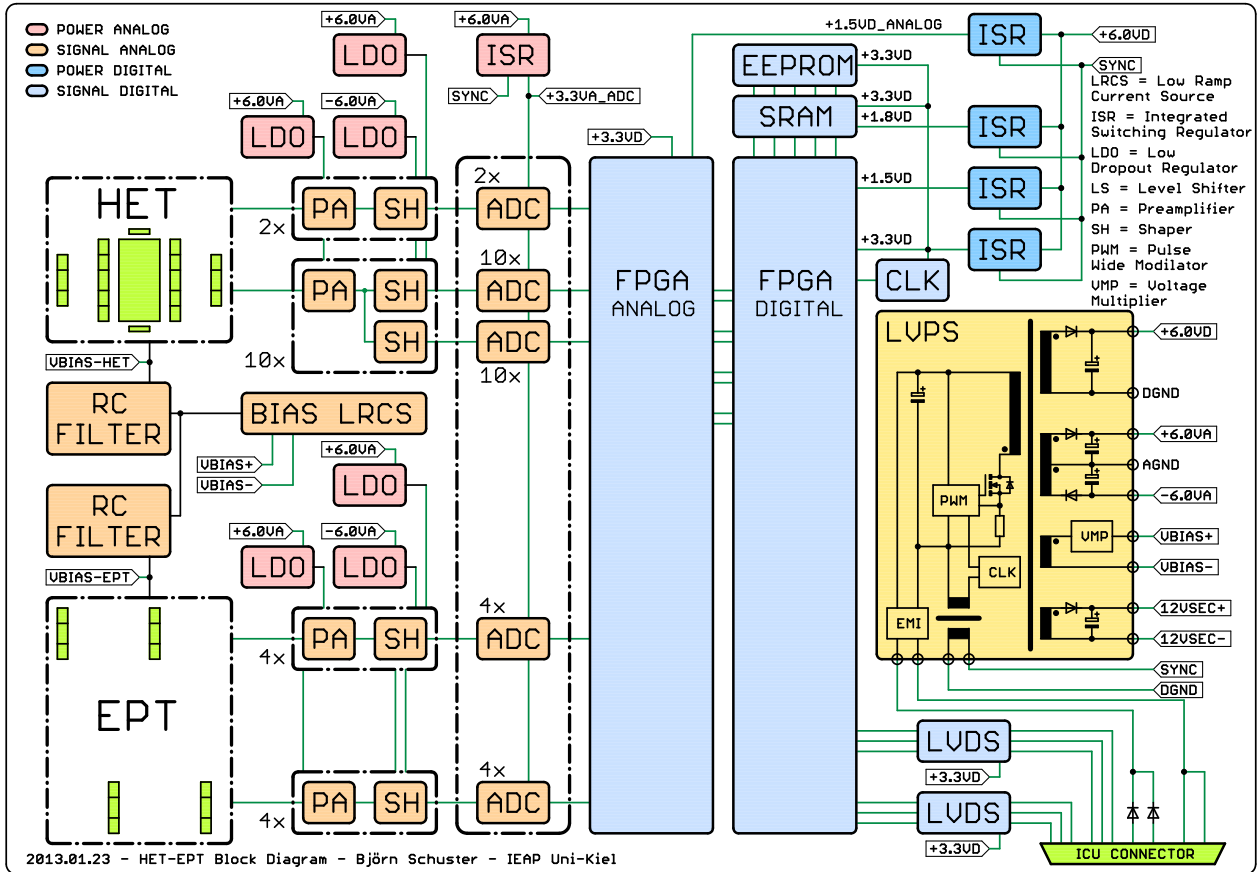 POWER ANALOG
SIGNAL ANALOG
POWER DIGITAL
SIGNAL DIGITAL
+6.0VA
LDO
+6.0VA
LDO
-6.0VA
LDO
+6.0VA
ISR
SYNC
+3.3VA_ADC
+3.3VD
+1.5VD_ANALOG
EEPROM
+3.3VD
SRAM
+3.3VD
+1.8VD
ISR
+6.0VD
SYNC
ISR
+1.5VD
ISR
+3.3VD
ISR
CLK
LRCS = Low Ramp
Current Source
ISR = Integrated
Switching Regulator
LDO = Low
Dropout Regulator
LS = Level Shifter
PA = Preamplifier
SH = Shaper
PWM = Pulse
Wide Modilator
VMP = Voltage
Multiplier
HET
PA
SH
2x
2x
ADC
PA
SH
SH
10x
10x
ADC
ADC
10x
FPGA
ANALOG
FPGA
DIGITAL
VBIAS-HET
RC
FILTER
BIAS LRCS
VBIAS+
VBIAS-
RC
FILTER
VBIAS-EPT
+6.0VA
LDO
+6.0VA
LDO
-6.0VA
LDO
EPT
PA
SH
4x
4x
ADC
PA
SH
4x
4x
ADC
LVPS
PWM
CLK
EMI
VMP
+6.0VD
DGND
+6.0VA
AGND
-6.0VA
VBIAS+
VBIAS-
12VSEC+
12VSEC-
SYNC
DGND
LVDS
+3.3VD
LVDS
+3.3VD
ICU CONNECTOR
2013.01.23 - HET-EPT Block Diagram - Björn Schuster - IEAP Uni-Kiel